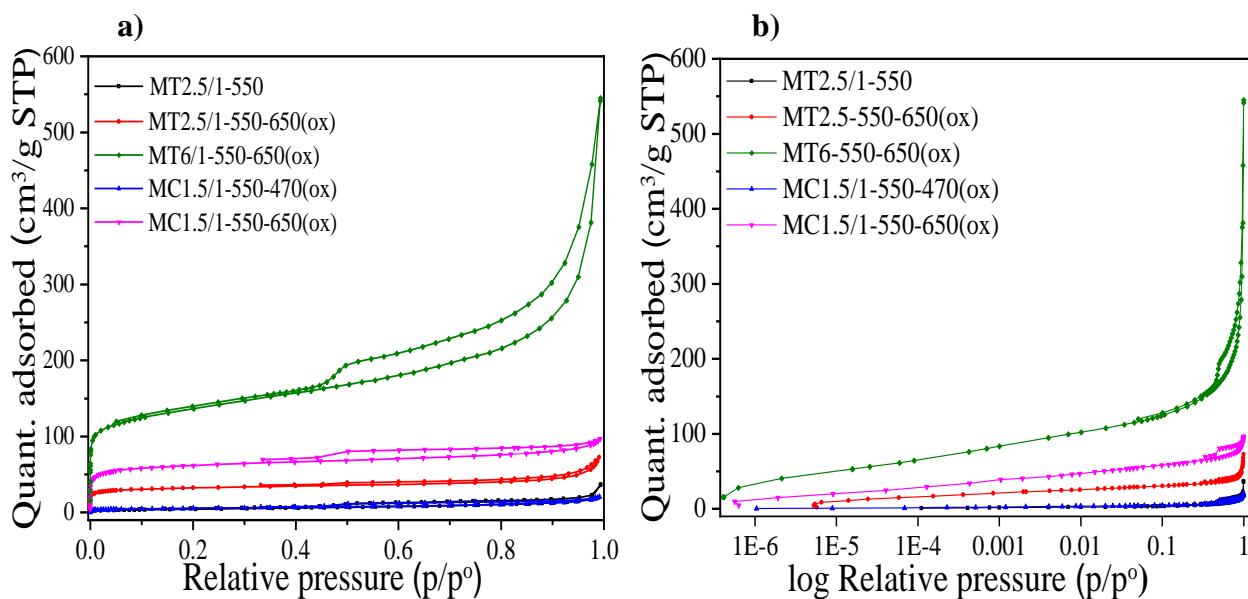 a)
Quant. adsorbed (cm³/g STP)
600
500
400
300
200
100
0
MT2.5/1-550
MT2.5/1-550-650(ox)
MT6/1-550-650(ox)
MC1.5/1-550-470(ox)
MC1.5/1-550-650(ox)
0.0 0.2 0.4 0.6 0.8 1.0
Relative pressure (p/pº)
b)
Quant. adsorbed (cm³/g STP)
600
500
400
300
200
100
0
MT2.5/1-550
MT2.5-550-650(ox)
MT6-550-650(ox)
MC1.5/1-550-470(ox)
MC1.5/1-550-650(ox)
1E-6 1E-5 1E-4 0.001 0.01 0.1 1
log Relative pressure (p/pº)